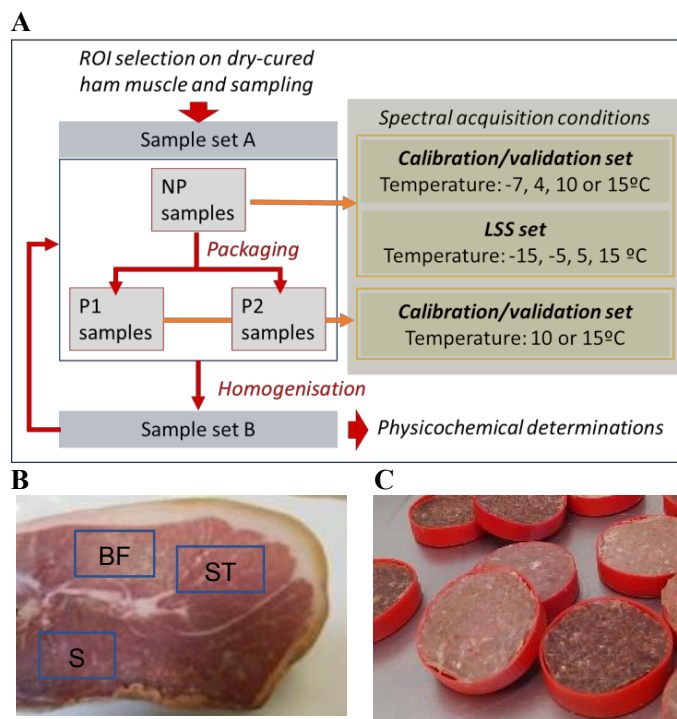 A
ROI selection on dry-cured
ham muscle and sampling
Sample set A
NP
samples
Packaging
P1
samples
P2
samples
Homogenisation
Sample set B
Physicochemical determinations
Spectral acquisition conditions
Calibration/validation set
Temperature: -7, 4, 10 or 15ºC
LSS set
Temperature: -15, -5, 5, 15 ºC
Calibration/validation set
Temperature: 10 or 15ºC
B
BF
ST
S
C